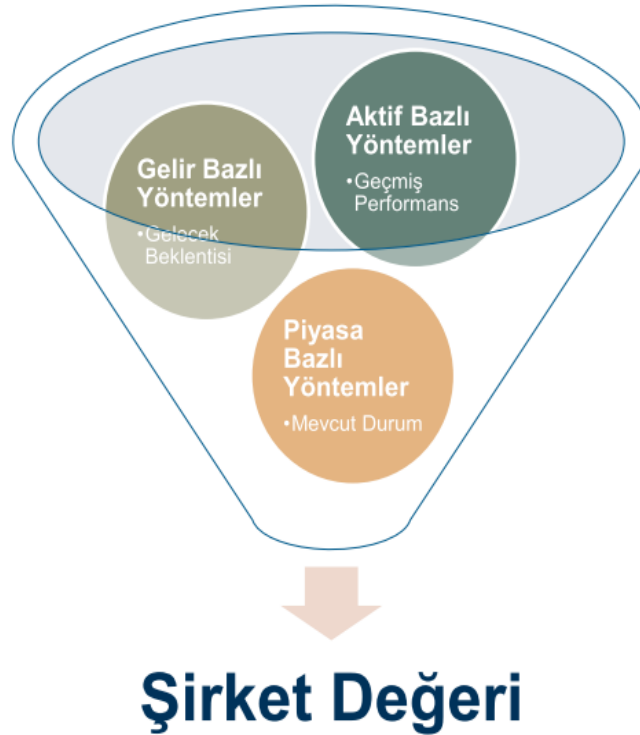 Aktif Bazlı
Yöntemler
•Geçmiş
Performans
Gelir Bazlı
Yöntemler
•Gelecek
Beklentisi
Piyasa
Bazlı
Yöntemler
•Mevcut Durum
Şirket Değeri